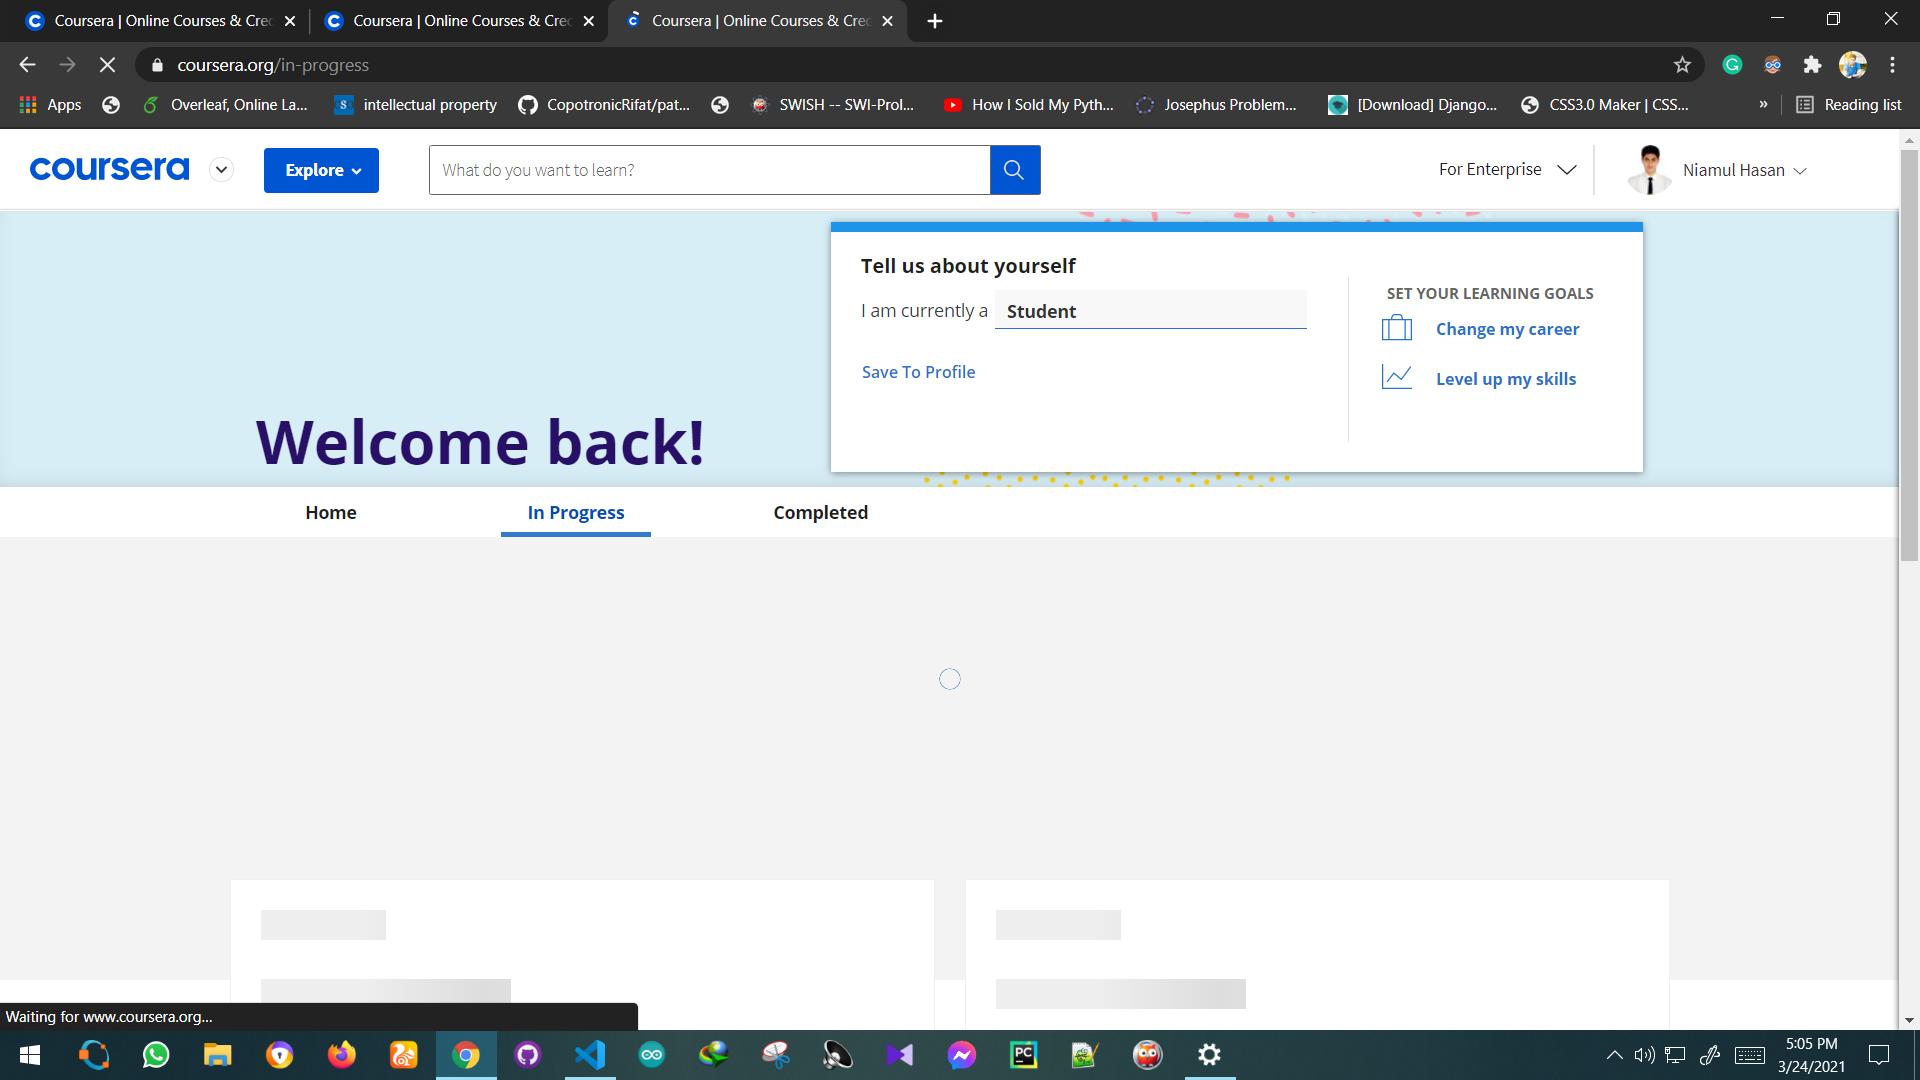 Coursera | Online Courses & Cre
Coursera | Online Courses & Cre
Coursera | Online Courses & Cre
coursera.org/in-progress
Apps
Overleaf, Online La...
intellectual property
CopotronicRifat/pat...
SWISH -- SWI-Prol...
How I Sold My Pyth...
Josephus Problem...
[Download] Django...
CSS3.0 Maker | CSS...
»
Reading list
coursera
Explore
What do you want to learn?
For Enterprise
Niamul Hasan
Tell us about yourself
I am currently a Student
Save To Profile
SET YOUR LEARNING GOALS
Change my career
Level up my skills
Welcome back!
Home
In Progress
Completed
Waiting for www.coursera.org...
5:05 PM
3/24/2021